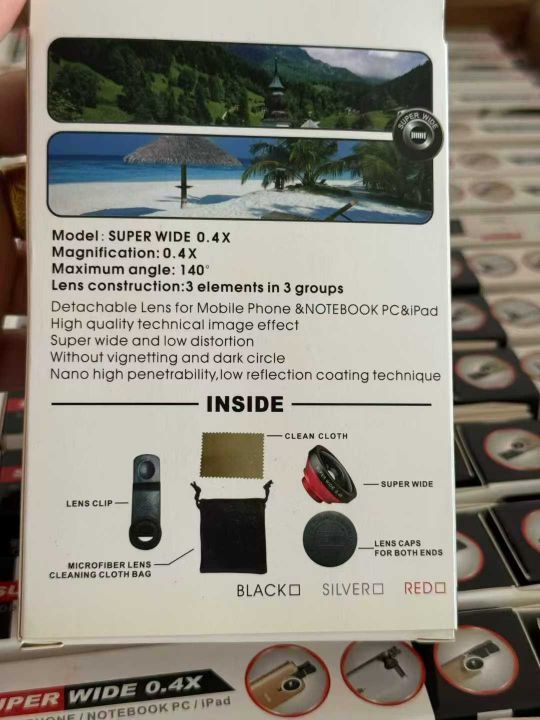 SUPER WIDE
Model: SUPER WIDE 0.4X
Magnification: 0.4X
Maximum angle: 140°
Lens construction:3 elements in 3 groups
Detachable Lens for Mobile Phone &NOTEBOOK PC&iPad
High quality technical image effect
Super wide and low distortion
Without vignetting and dark circle
Nano high penetrability,low reflection coating technique
INSIDE
CLEAN CLOTH
LENS CLIP
SUPER WIDE
MICROFIBER LENS
CLEANING CLOTH BAG
LENS CAPS
FOR BOTH ENDS
BLACK□ SILVER□ RED□
UPER WIDE 0.4X
PHONE / NOTEBOOK PC / iPad